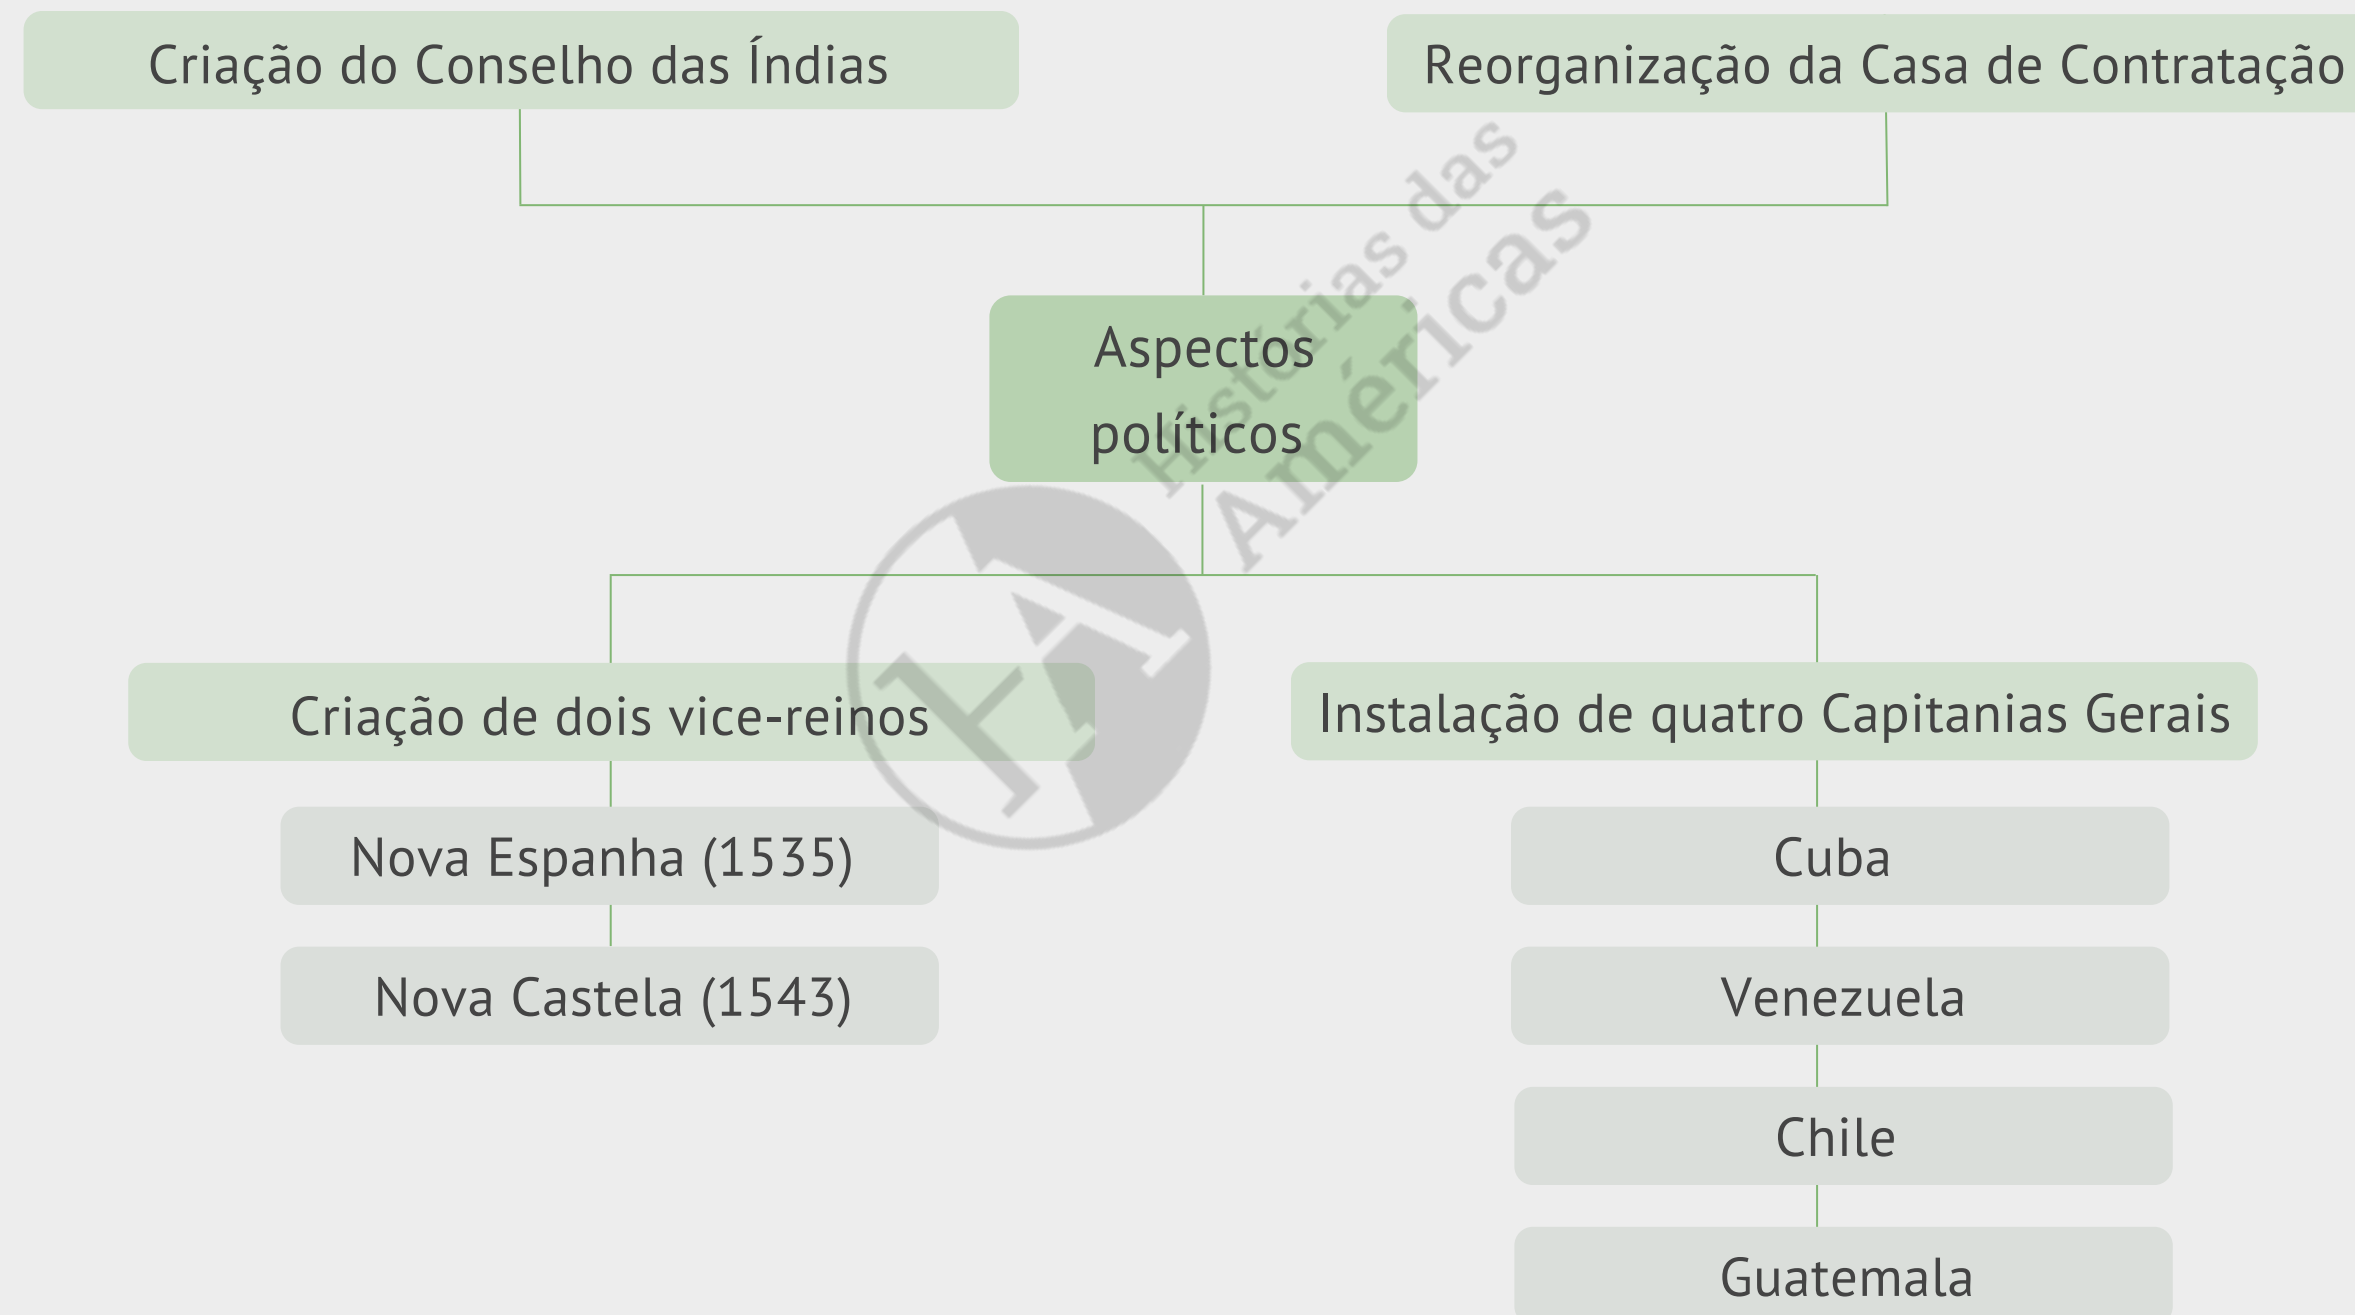 Criação do Conselho das Índias
Reorganização da Casa de Contratação
Histórias das
Américas
Aspectos
políticos
HA
Criação de dois vice-reinos
Instalação de quatro Capitanias Gerais
Nova Espanha (1535)
Cuba
Nova Castela (1543)
Venezuela
Chile
Guatemala